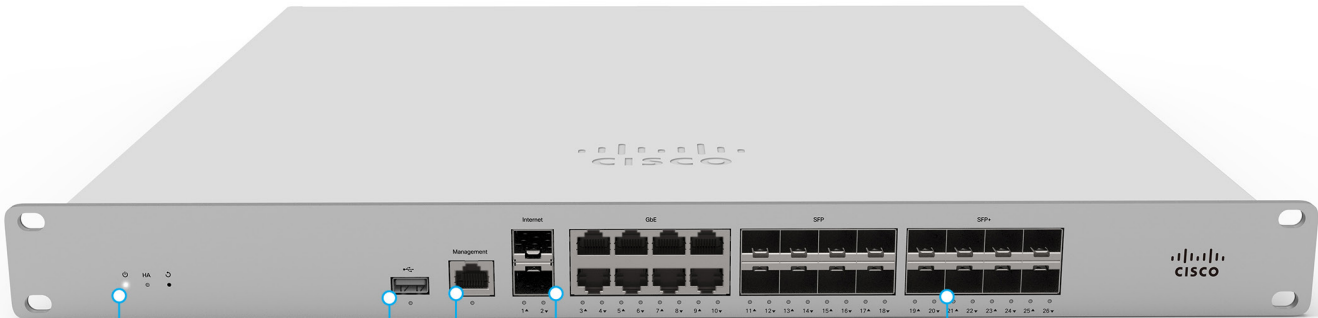 CISCO
Internet
GbE
SFP
SFP+
Management
HA
CISCO
1▲ 2▼ 3▲ 4▼ 5▲ 6▼ 7▲ 8▼ 9▲ 10▼ 11▲ 12▼ 13▲ 14▼ 15▲ 16▼ 17▲ 18▼ 19▲ 20▼ 21▲ 22▼ 23▲ 24▼ 25▲ 26▼